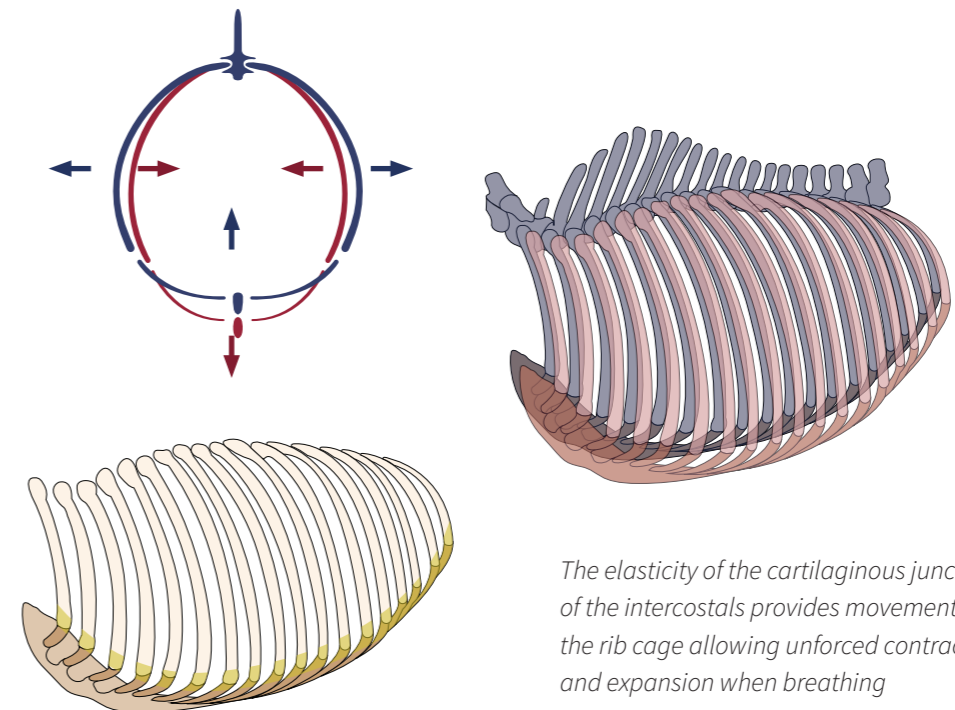 The elasticity of the cartilaginous junc
of the intercostals provides movement
the rib cage allowing unforced contrac
and expansion when breathing